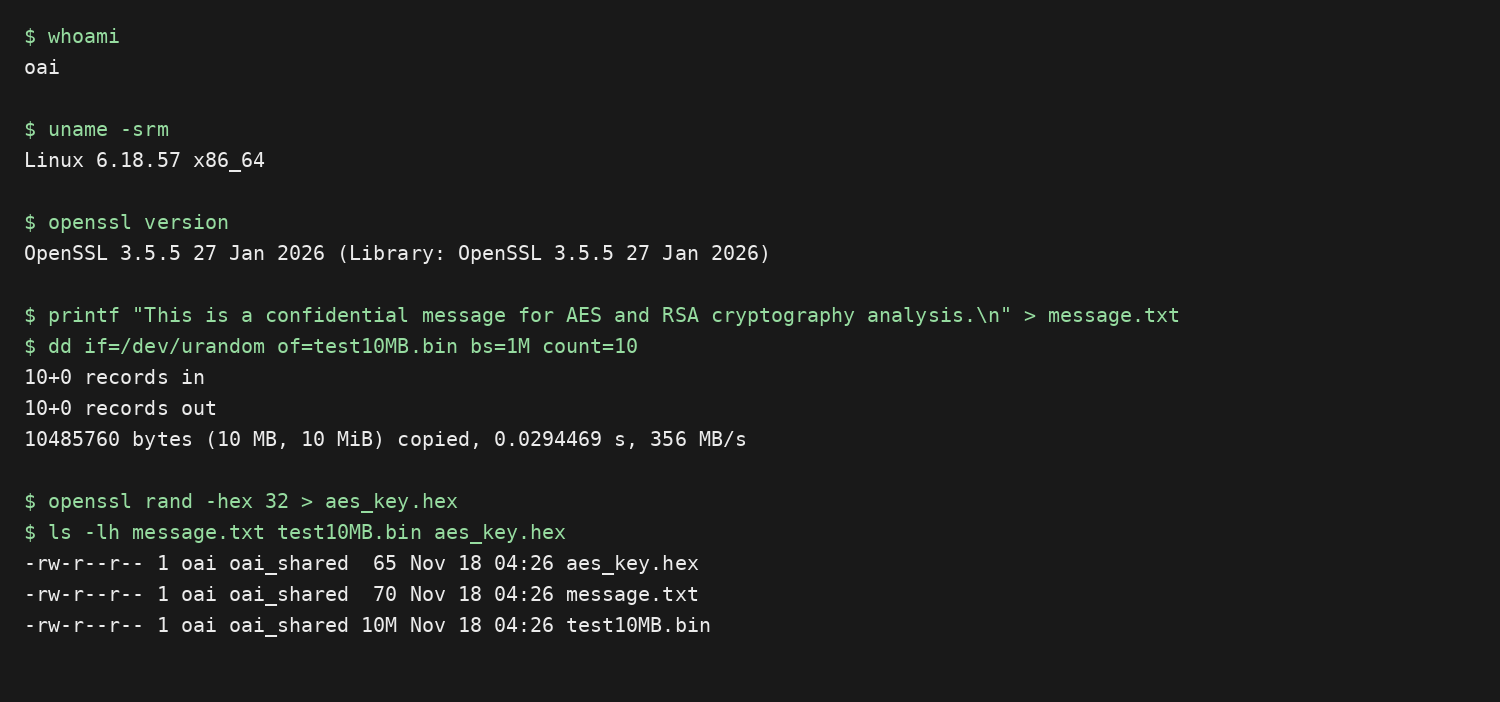 $ whoami
oai
$ uname -srm
Linux 6.18.57 x86_64
$ openssl version
OpenSSL 3.5.5 27 Jan 2026 (Library: OpenSSL 3.5.5 27 Jan 2026)
$ printf "This is a confidential message for AES and RSA cryptography analysis.\n" > message.txt
$ dd if=/dev/urandom of=test10MB.bin bs=1M count=10
10+0 records in
10+0 records out
10485760 bytes (10 MB, 10 MiB) copied, 0.0294469 s, 356 MB/s
$ openssl rand -hex 32 > aes_key.hex
$ ls -lh message.txt test10MB.bin aes_key.hex
-rw-r--r-- 1 oai oai_shared  65 Nov 18 04:26 aes_key.hex
-rw-r--r-- 1 oai oai_shared  70 Nov 18 04:26 message.txt
-rw-r--r-- 1 oai oai_shared 10M Nov 18 04:26 test10MB.bin